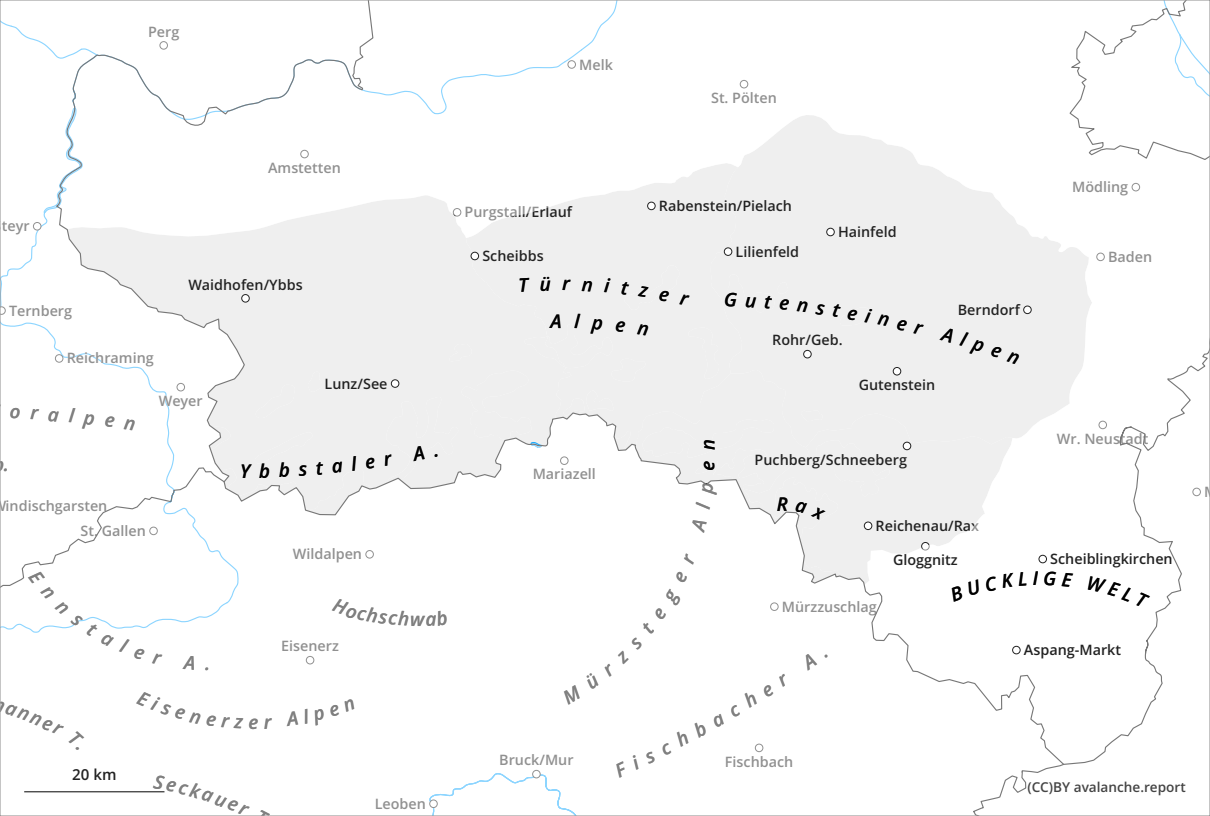 Perg
Melk
St. Pölten
Amstetten
Mödling
Purgstall/Erlauf
Rabenstein/Pielach
teyr
Hainfeld
Scheibbs
Lilienfeld
Baden
Waidhofen/Ybbs
Türnitzer
Alpen
Gutensteiner Alpen
Ternberg
Berndorf
Rohr/Geb.
Reichraming
Lunz/See
Gutenstein
Weyer
oralpen
Wr. Neustadt
Ybbstaler A.
Puchberg/Schneeberg
Mariazell
Windischgarsten
Rax
St. Gallen
Reichenau/Rax
Wildalpen
Gloggnitz
Scheiblingkirchen
Ennstaler A.
BUCKLIGE WELT
Hochschwab
Mürzsteger Alpen
Mürzzuschlag
Eisenerz
Aspang-Markt
Fischbacher A.
Eisenerzer Alpen
anner T.
Bruck/Mur
Fischbach
20 km
Seckauer T
Leoben
(CC)BY avalanche.report